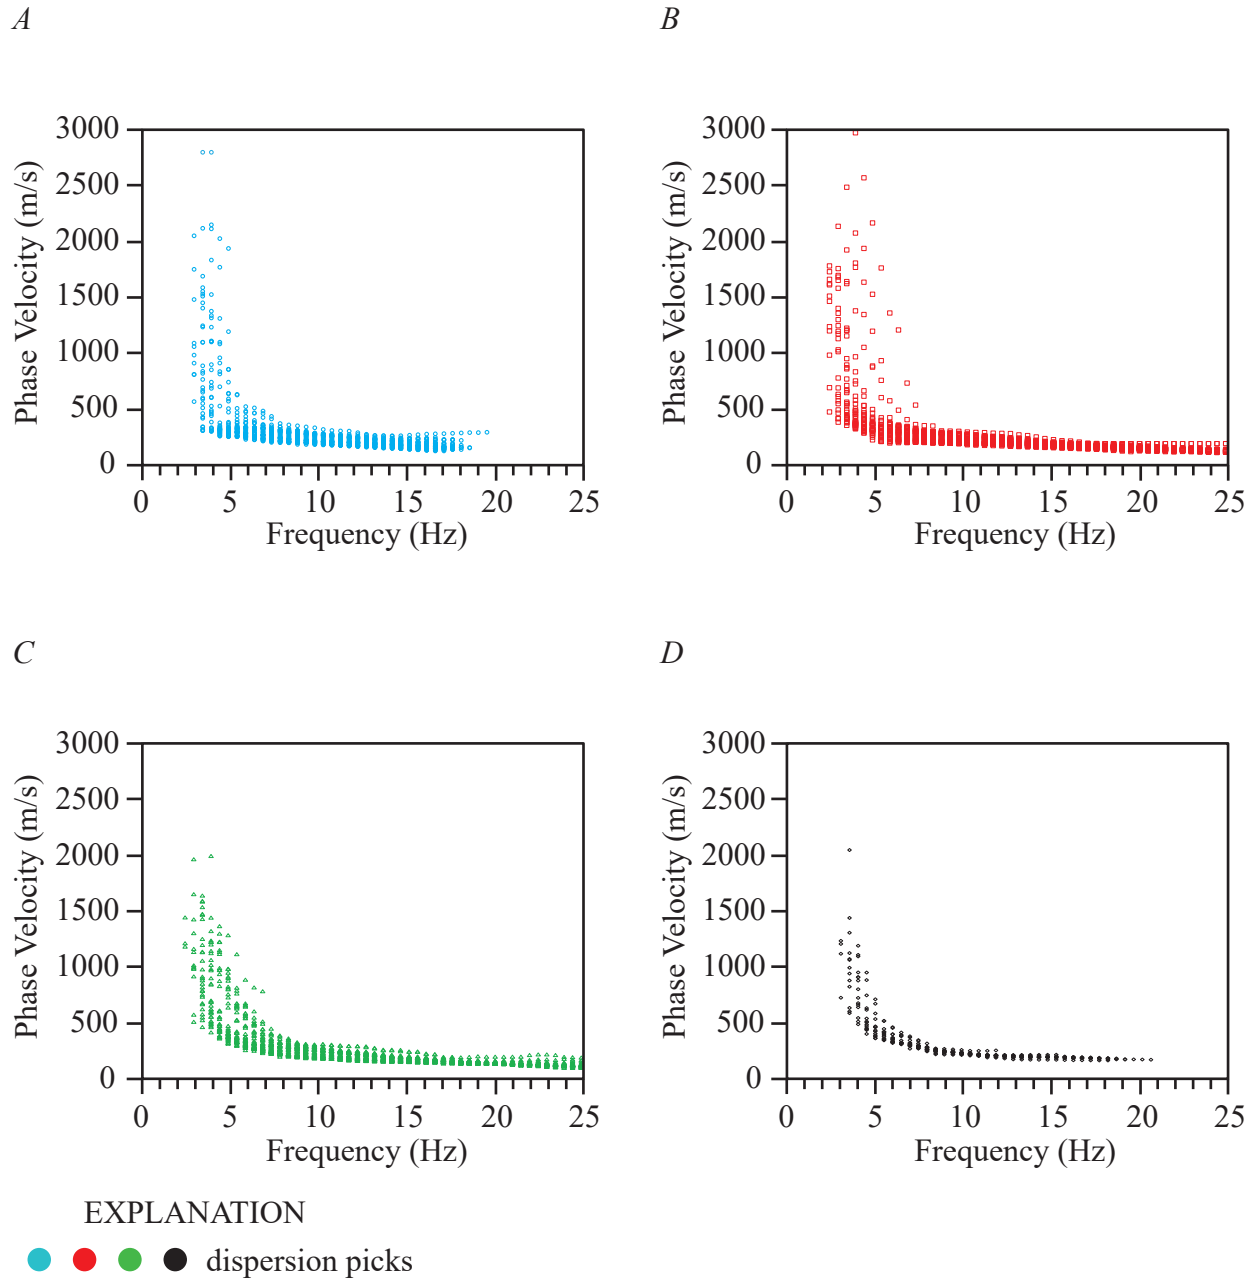 A
B
3000
2500
2000
1500
1000
500
0
Phase Velocity (m/s)
0 5 10 15 20 25
Frequency (Hz)
3000
2500
2000
1500
1000
500
0
Phase Velocity (m/s)
0 5 10 15 20 25
Frequency (Hz)
C
D
3000
2500
2000
1500
1000
500
0
Phase Velocity (m/s)
0 5 10 15 20 25
Frequency (Hz)
3000
2500
2000
1500
1000
500
0
Phase Velocity (m/s)
0 5 10 15 20 25
Frequency (Hz)
EXPLANATION
dispersion picks